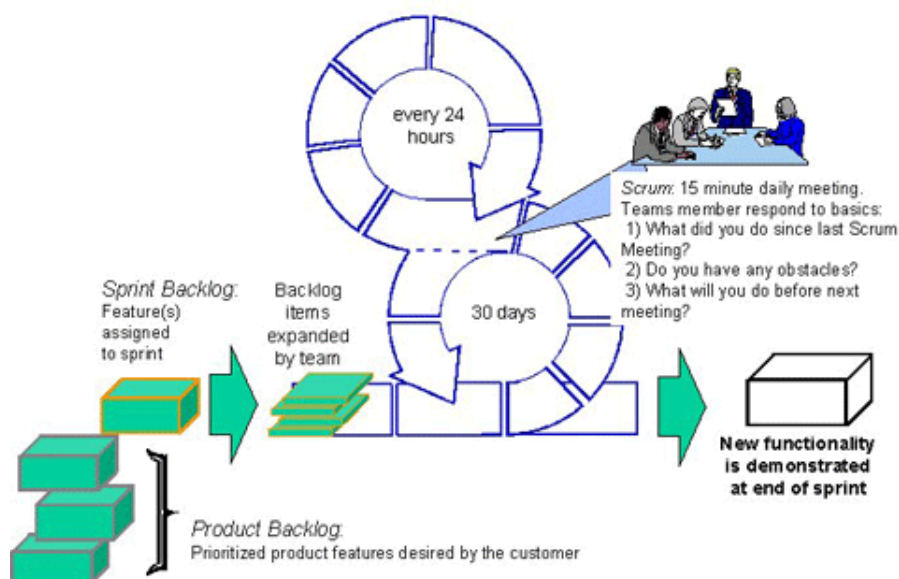 every 24
hours
Scrum: 15 minute daily meeting.
Teams member respond to basics:
1) What did you do since last Scrum
Meeting?
2) Do you have any obstacles?
3) What will you do before next
meeting?
Sprint Backlog:
Feature(s)
assigned
to sprint
Backlog
items
expanded
by team
30 days
New functionality
is demonstrated
at end of sprint
Product Backlog:
Prioritized product features desired by the customer